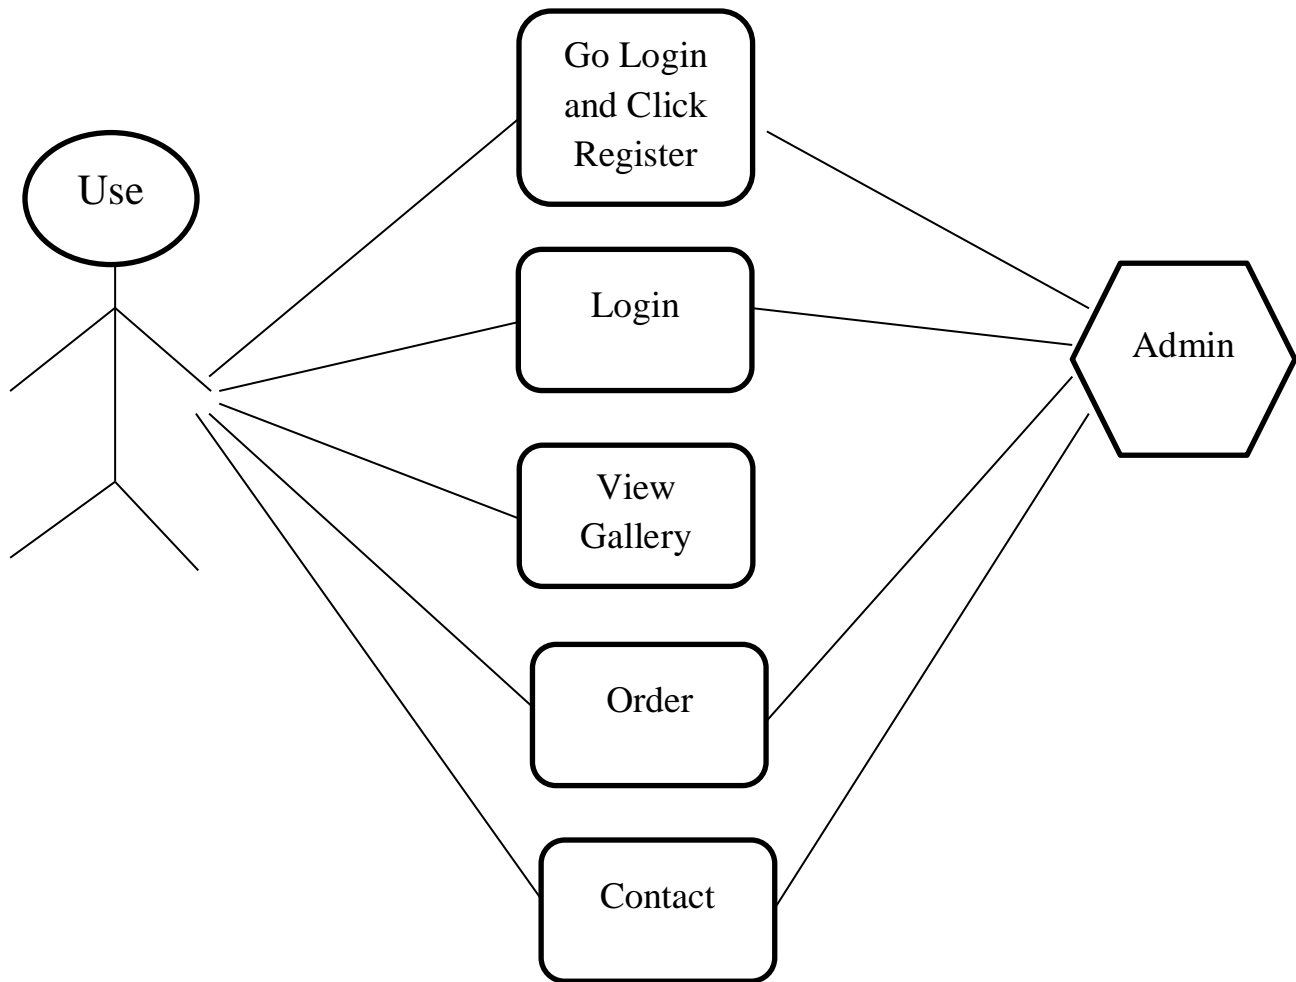 Go Login
and Click
Register
Use
Login
Admin
View
Gallery
Order
Contact